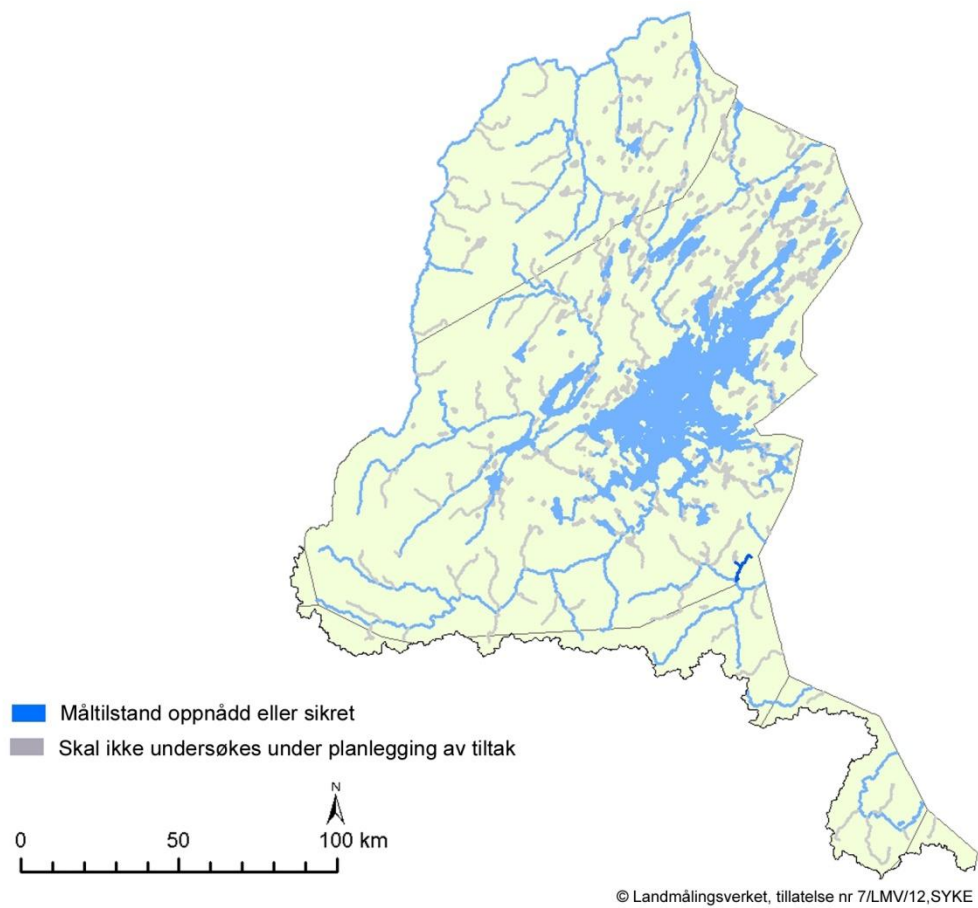 Måltilstand oppnådd eller sikret
Skal ikke undersøkes under planlegging av tiltak
N
0 50 100 km
© Landmålingsverket, tillatelse nr 7/LMV/12,SYKE